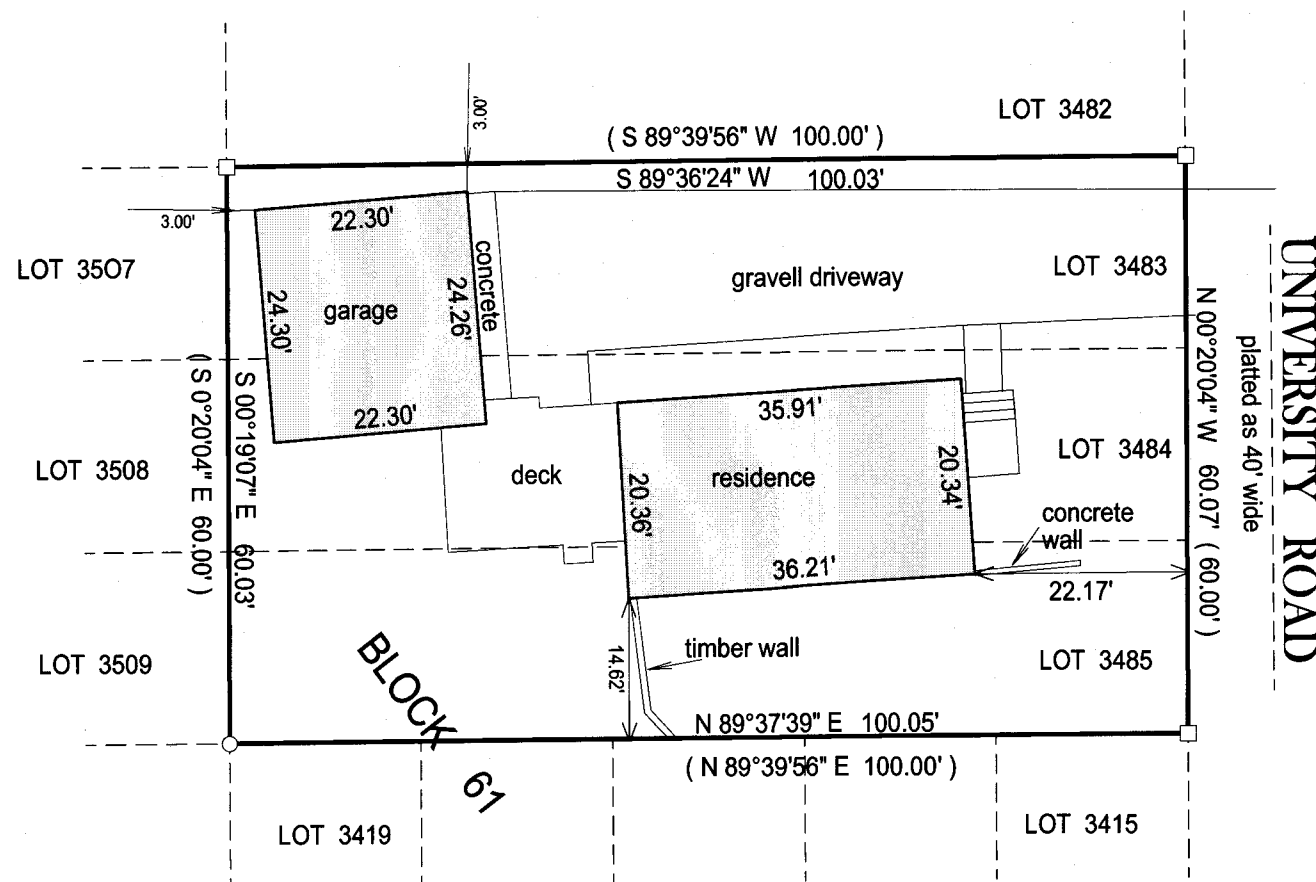 LOT 3482
3.00'
( S 89°39'56" W 100.00' )
S 89°36'24" W 100.03'
3.00'
22.30'
LOT 35O7
concrete
gravell driveway
LOT 3483
24.30'
garage
24.26'
UNIVERSITY ROAD
platted as 40' wide
N 00°20'04" W 60.07' ( 60.00' )
( S 0°20'04" E 60.00' )
S 00°19'07" E 60.03'
22.30'
35.91'
LOT 3508
deck
residence
LOT 3484
20.36'
20.34'
concrete
wall
36.21'
22.17'
LOT 3509
BLOCK 61
14.62'
timber wall
LOT 3485
N 89°37'39" E 100.05'
( N 89°39'56" E 100.00' )
LOT 3419
LOT 3415